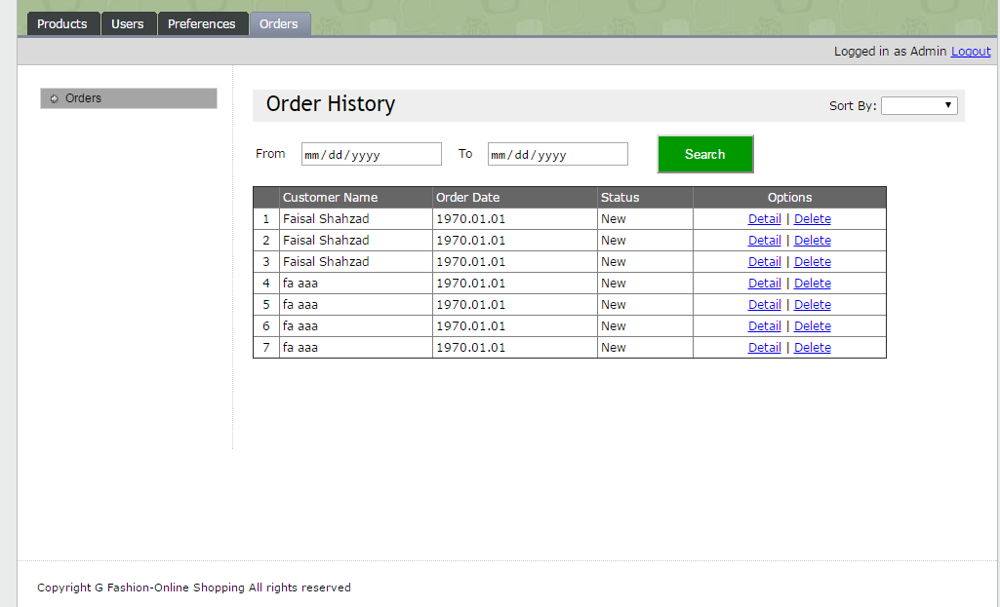 Products Users Preferences Orders
Logged in as Admin Logout
Orders
Order History Sort By:
From mm/dd/yyyy To mm/dd/yyyy Search
Customer Name Order Date Status Options
1 Faisal Shahzad 1970.01.01 New Detail | Delete
2 Faisal Shahzad 1970.01.01 New Detail | Delete
3 Faisal Shahzad 1970.01.01 New Detail | Delete
4 fa aaa 1970.01.01 New Detail | Delete
5 fa aaa 1970.01.01 New Detail | Delete
6 fa aaa 1970.01.01 New Detail | Delete
7 fa aaa 1970.01.01 New Detail | Delete
Copyright G Fashion-Online Shopping All rights reserved